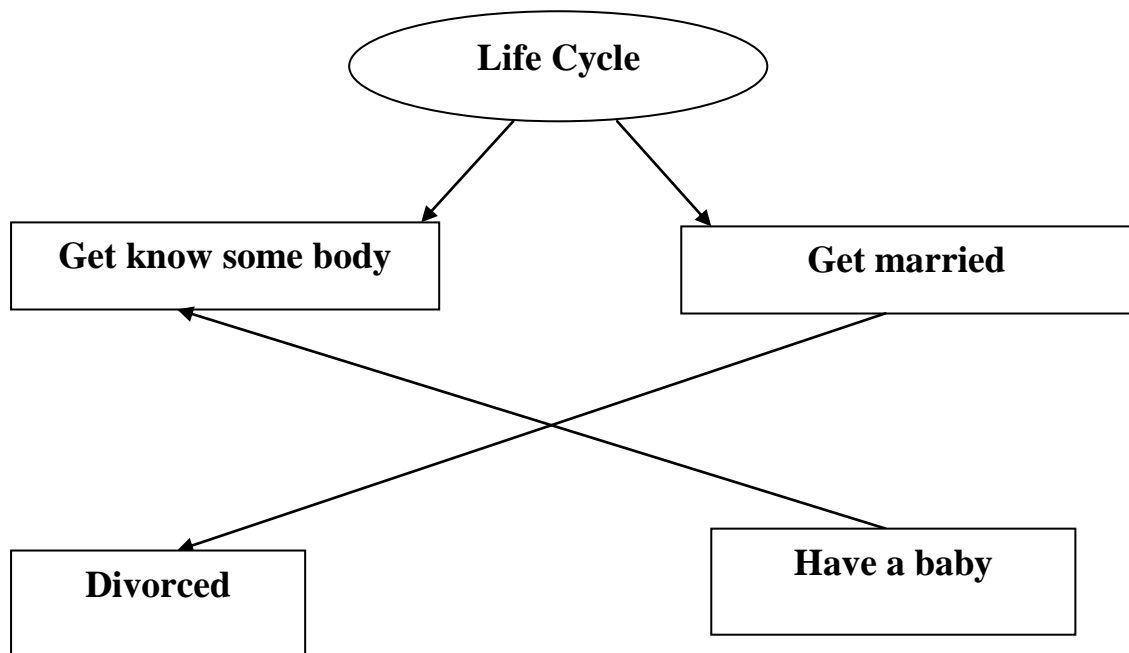 Life Cycle
Get know some body
Get married
Divorced
Have a baby